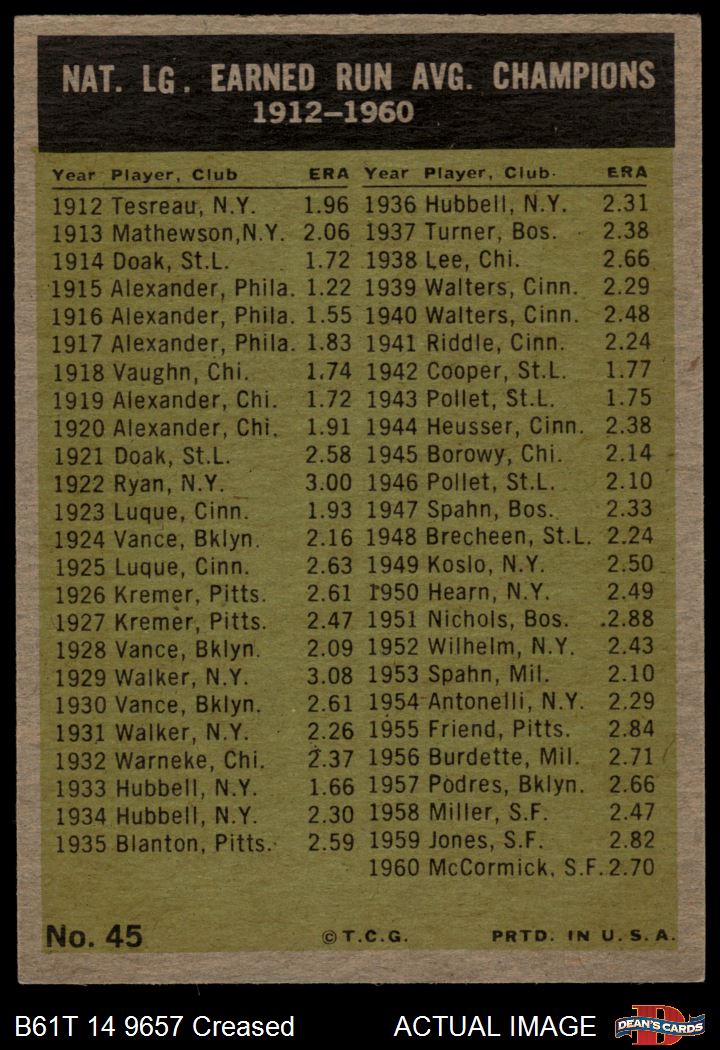 NAT. LG. EARNED RUN AVG. CHAMPIONS
1912–1960
Year Player, Club ERA
1912 Tesreau, N.Y. 1.96
1913 Mathewson, N.Y. 2.06
1914 Doak, St.L. 1.72
1915 Alexander, Phila. 1.22
1916 Alexander, Phila. 1.55
1917 Alexander, Phila. 1.83
1918 Vaughn, Chi. 1.74
1919 Alexander, Chi. 1.72
1920 Alexander, Chi. 1.91
1921 Doak, St.L. 2.58
1922 Ryan, N.Y. 3.00
1923 Luque, Cinn. 1.93
1924 Vance, Bklyn. 2.16
1925 Luque, Cinn. 2.63
1926 Kremer, Pitts. 2.61
1927 Kremer, Pitts. 2.47
1928 Vance, Bklyn. 2.09
1929 Walker, N.Y. 3.08
1930 Vance, Bklyn. 2.61
1931 Walker, N.Y. 2.26
1932 Warneke, Chi. 2.37
1933 Hubbell, N.Y. 1.66
1934 Hubbell, N.Y. 2.30
1935 Blanton, Pitts. 2.59
Year Player, Club ERA
1936 Hubbell, N.Y. 2.31
1937 Turner, Bos. 2.38
1938 Lee, Chi. 2.66
1939 Walters, Cinn. 2.29
1940 Walters, Cinn. 2.48
1941 Riddle, Cinn. 2.24
1942 Cooper, St.L. 1.77
1943 Pollet, St.L. 1.75
1944 Heusser, Cinn. 2.38
1945 Borowy, Chi. 2.14
1946 Pollet, St.L. 2.10
1947 Spahn, Bos. 2.33
1948 Brecheen, St.L. 2.24
1949 Koslo, N.Y. 2.50
1950 Hearn, N.Y. 2.49
1951 Nichols, Bos. 2.88
1952 Wilhelm, N.Y. 2.43
1953 Spahn, Mil. 2.10
1954 Antonelli, N.Y. 2.29
1955 Friend, Pitts. 2.84
1956 Burdette, Mil. 2.71
1957 Podres, Bklyn. 2.66
1958 Miller, S.F. 2.47
1959 Jones, S.F. 2.82
1960 McCormick, S.F. 2.70
No. 45 © T.C.G. PRTD. IN U.S.A.
B61T 14 9657 Creased ACTUAL IMAGE
D
DEAN'S CARDS